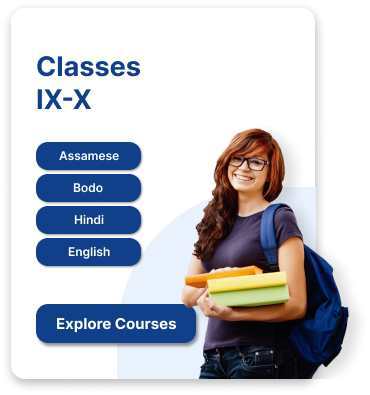 Classes
IX-X
Assamese
Bodo
Hindi
English
Explore Courses